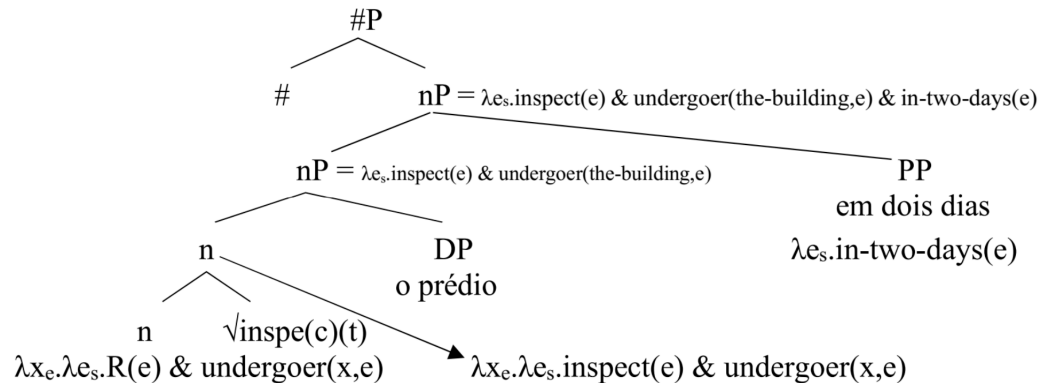 #P
# nP = λeₛ.inspect(e) & undergoer(the-building,e) & in-two-days(e)
nP = λeₛ.inspect(e) & undergoer(the-building,e) PP
em dois dias
n DP λeₛ.in-two-days(e)
o prédio
n √inspe(c)(t)
λxₑ.λeₛ.R(e) & undergoer(x,e) λxₑ.λeₛ.inspect(e) & undergoer(x,e)